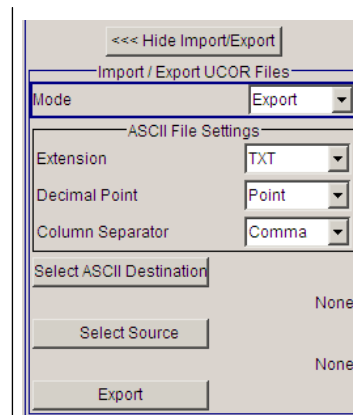 <<< Hide Import/Export
Import / Export UCOR Files
Mode Export
ASCII File Settings
Extension TXT
Decimal Point Point
Column Separator Comma
Select ASCII Destination
None
Select Source
None
Export